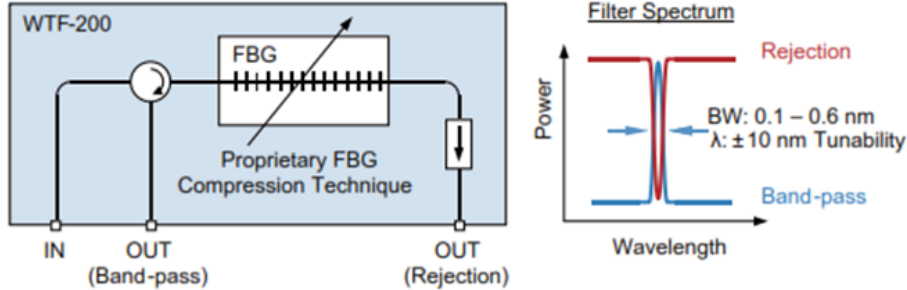 WTF-200
FBG
Proprietary FBG
Compression Technique
IN
OUT
(Band-pass)
OUT
(Rejection)
Filter Spectrum
Power
Rejection
BW: 0.1 – 0.6 nm
λ: ± 10 nm Tunability
Band-pass
Wavelength